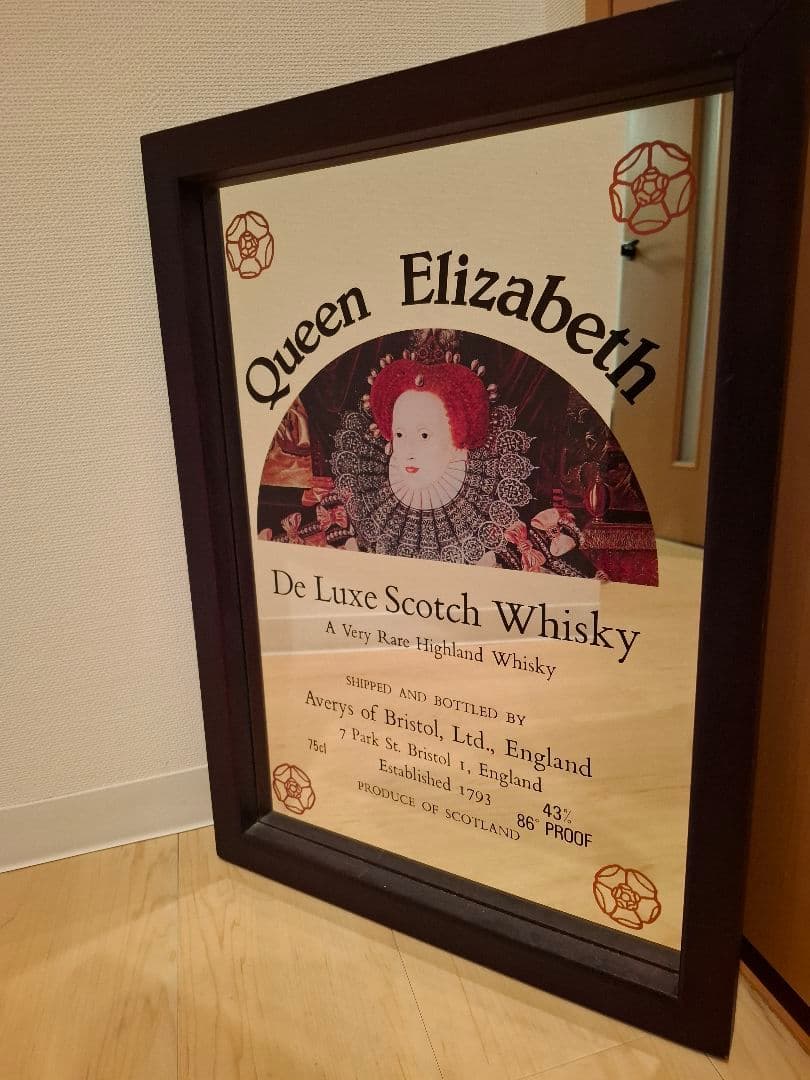 Queen Elizabeth
De Luxe Scotch Whisky
A Very Rare Highland Whisky
SHIPPED AND BOTTLED BY
Averys of Bristol, Ltd., England
7 Park St. Bristol 1, England
75cl
Established 1793
43%
PRODUCE OF SCOTLAND
86° PROOF